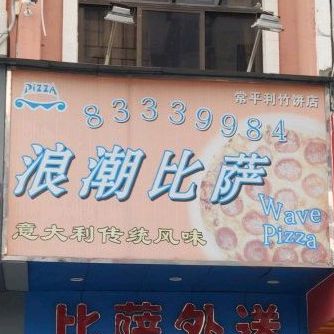 PIZZA
常平利竹饼店
83339984
浪潮比萨
Wave
Pizza
意大利传统风味
比萨外送